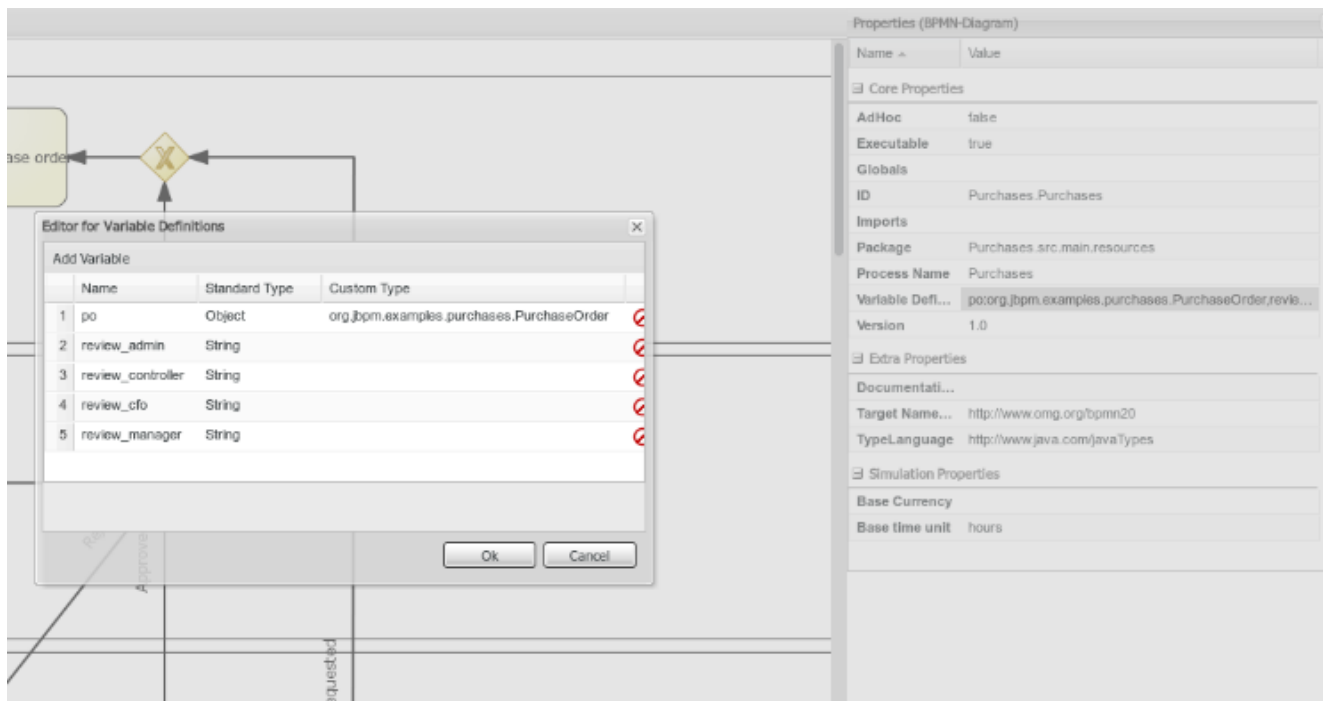 Properties (BPMN-Diagram)
Name Value
Core Properties
AdHoc false
Executable true
Globals
ID Purchases.Purchases
Imports
Package Purchases.src.main.resources
Process Name Purchases
Variable Defi... po:org.jbpm.examples.purchases.PurchaseOrder,revie...
Version 1.0
Extra Properties
Documentati...
Target Name... http://www.omg.org/bpmn20
TypeLanguage http://www.java.com/javaTypes
Simulation Properties
Base Currency
Base time unit hours
ase order
X
Editor for Variable Definitions
Add Variable
Name Standard Type Custom Type
1 po Object org.jbpm.examples.purchases.PurchaseOrder
2 review_admin String
3 review_controller String
4 review_cfo String
5 review_manager String
Ok Cancel
Approve
quested